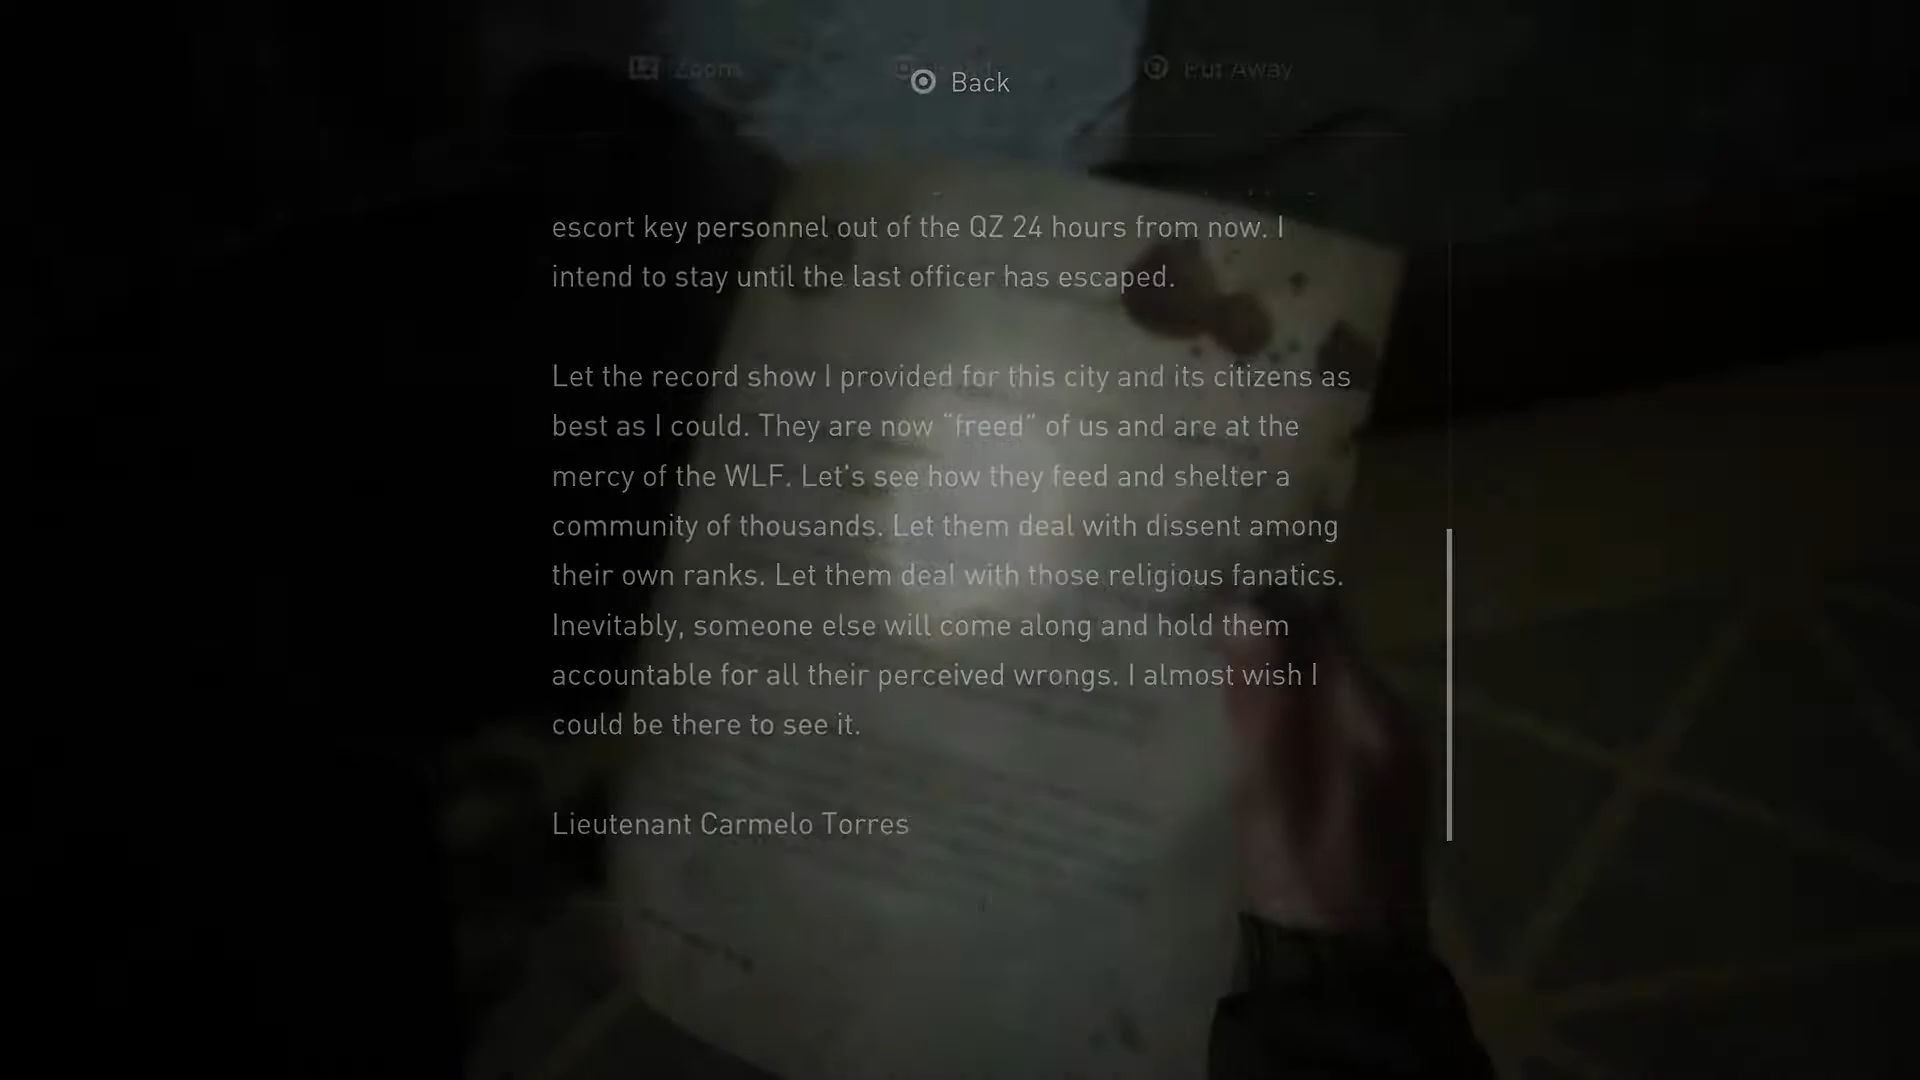 Zoom
Put Away
Back
escort key personnel out of the QZ 24 hours from now. I
intend to stay until the last officer has escaped.
Let the record show I provided for this city and its citizens as
best as I could. They are now “freed” of us and are at the
mercy of the WLF. Let's see how they feed and shelter a
community of thousands. Let them deal with dissent among
their own ranks. Let them deal with those religious fanatics.
Inevitably, someone else will come along and hold them
accountable for all their perceived wrongs. I almost wish I
could be there to see it.
Lieutenant Carmelo Torres